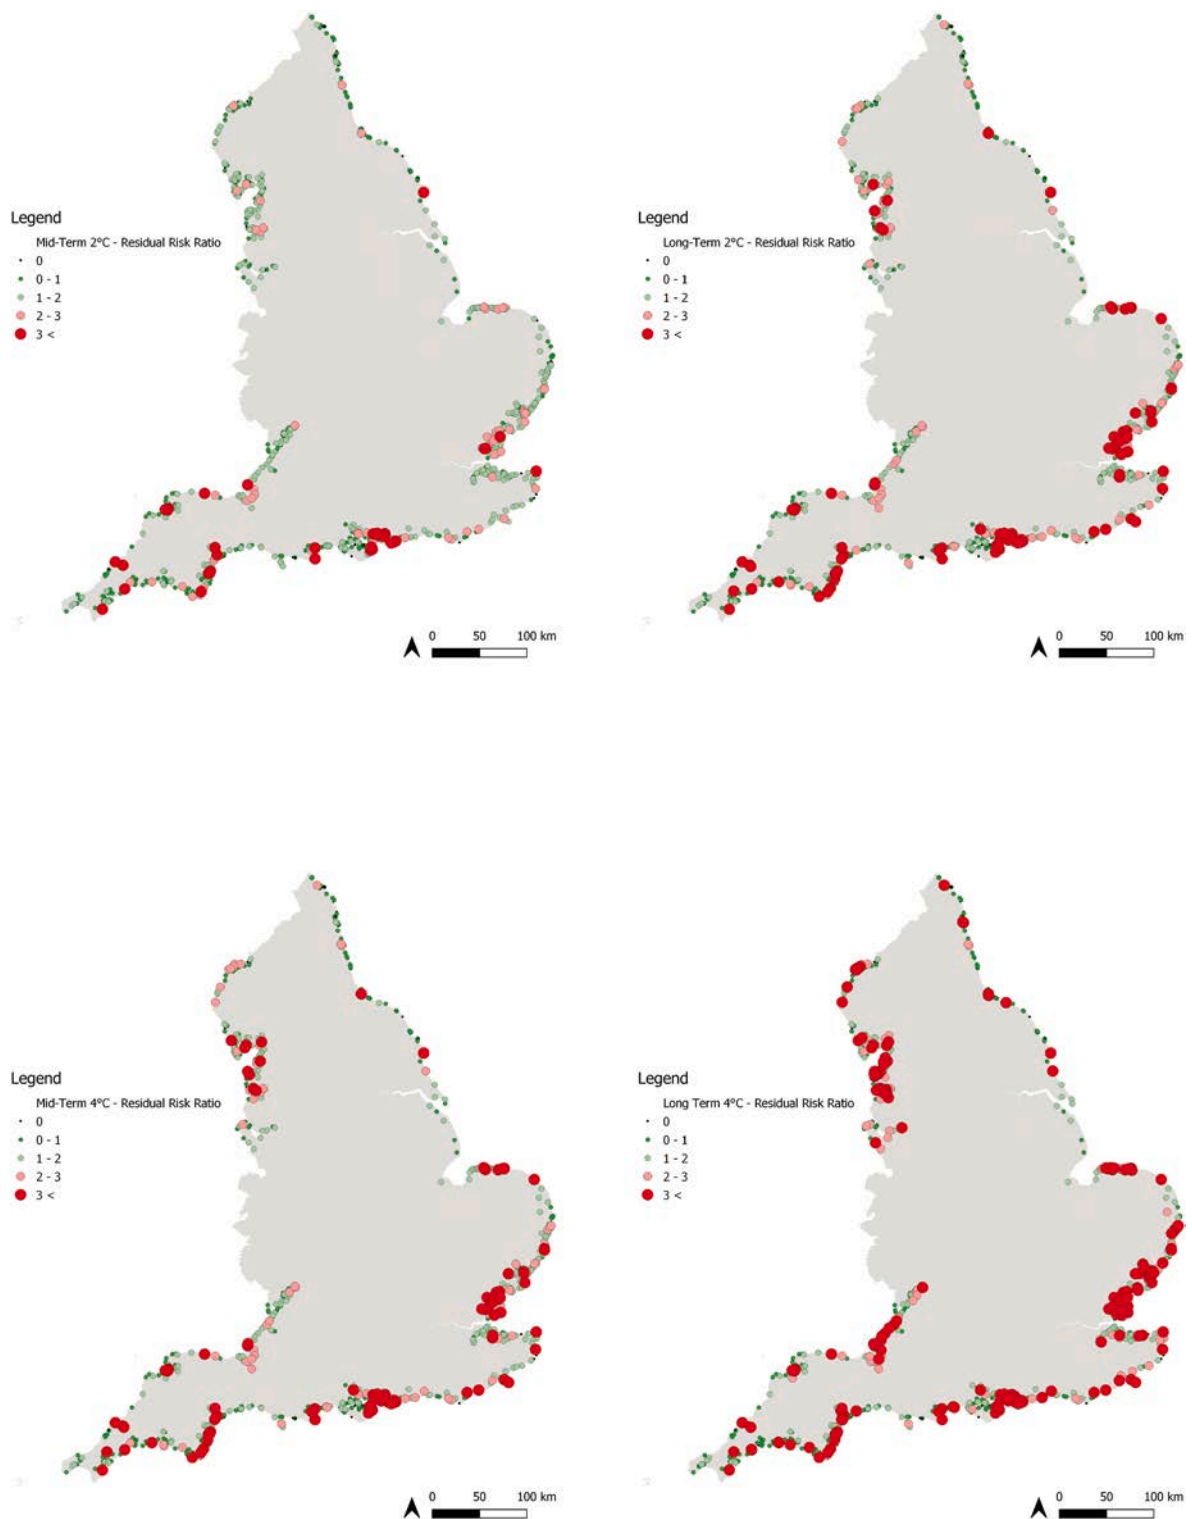 Legend
Mid-Term 2°C - Residual Risk Ratio
0
0 - 1
1 - 2
2 - 3
3 <
0 50 100 km
Legend
Long-Term 2°C - Residual Risk Ratio
0
0 - 1
1 - 2
2 - 3
3 <
0 50 100 km
Legend
Mid-Term 4°C - Residual Risk Ratio
0
0 - 1
1 - 2
2 - 3
3 <
0 50 100 km
Legend
Long Term 4°C - Residual Risk Ratio
0
0 - 1
1 - 2
2 - 3
3 <
0 50 100 km